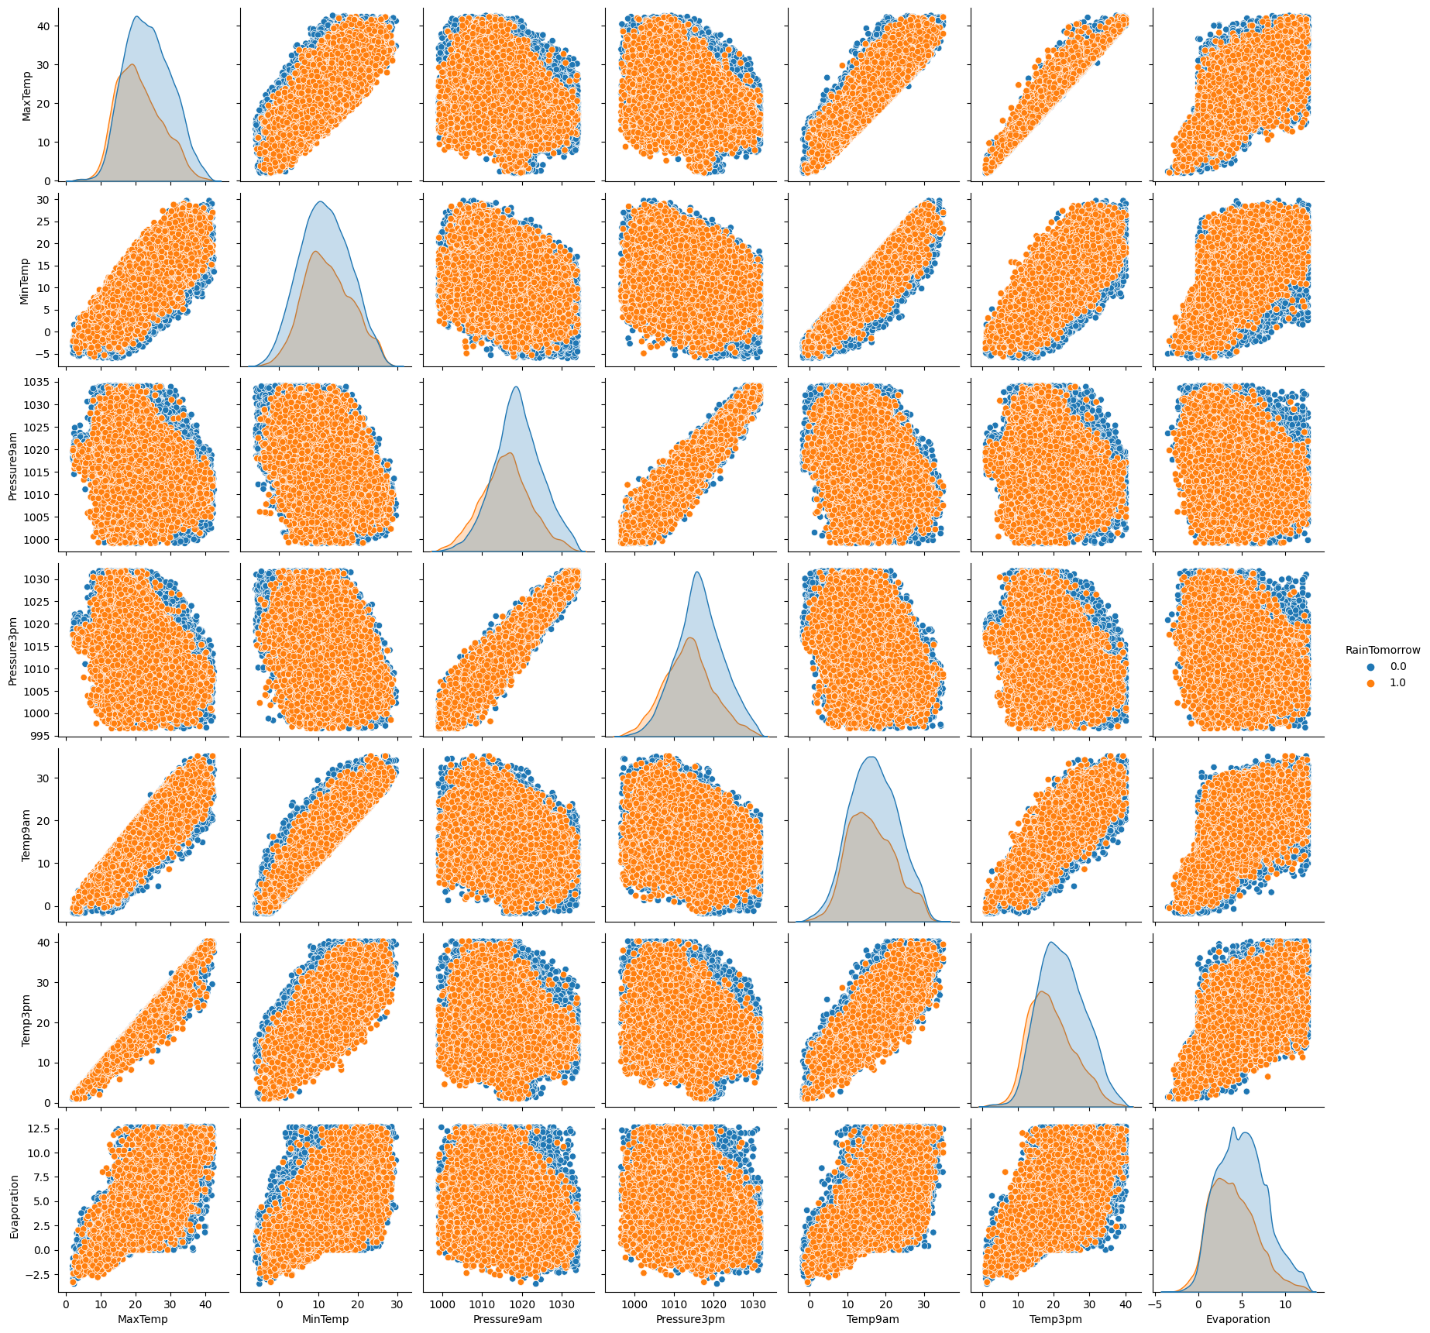 40
30
20
10
0
MaxTemp
30
25
20
15
10
5
0
−5
MinTemp
1035
1030
1025
1020
1015
1010
1005
1000
Pressure9am
1030
1025
1020
1015
1010
1005
1000
995
Pressure3pm
RainTomorrow
0.0
1.0
30
20
10
0
Temp9am
40
30
20
10
0
Temp3pm
12.5
10.0
7.5
5.0
2.5
0.0
−2.5
Evaporation
0 10 20 30 40
0 10 20 30
1000 1010 1020 1030
1000 1010 1020 1030
0 10 20 30
0 10 20 30 40
−5 0 5 10
MaxTemp MinTemp Pressure9am Pressure3pm Temp9am Temp3pm Evaporation